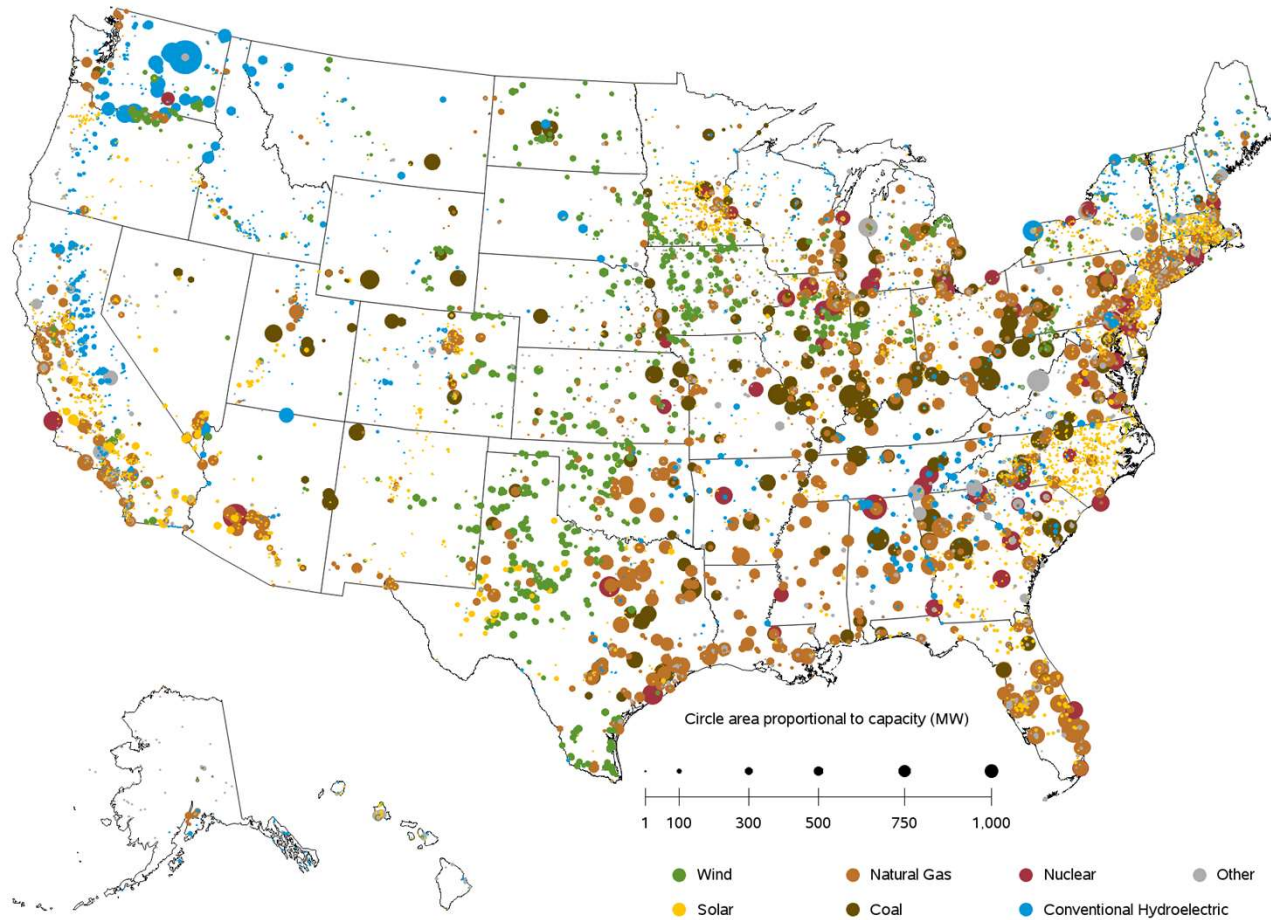 Circle area proportional to capacity (MW)
1 100 300 500 750 1,000
Wind Natural Gas Nuclear Other
Solar Coal Conventional Hydroelectric